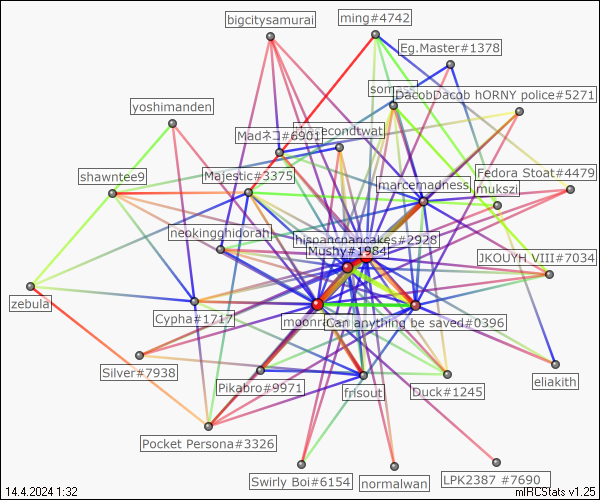 bigcitysamurai
ming#4742
Eg.Master#1378
DacobDacob hORNY police#5271
yoshimanden
Madネコ#6901
secondtwat
shawntee9
Majestic#3375
marcemadness
Fedora Stoat#4479
mukszi
neokingghidorah
hispancpancakes#2928
Mushy#1984
JKOUYH VIII#7034
zebula
Cypha#1717
Can anything be saved#0396
Silver#7938
Pikabro#9971
frisout
Duck#1245
eliakith
Pocket Persona#3326
Swirly Boi#6154
normalwan
LPK2387 #7690
14.4.2024 1:32
mIRCStats v1.25